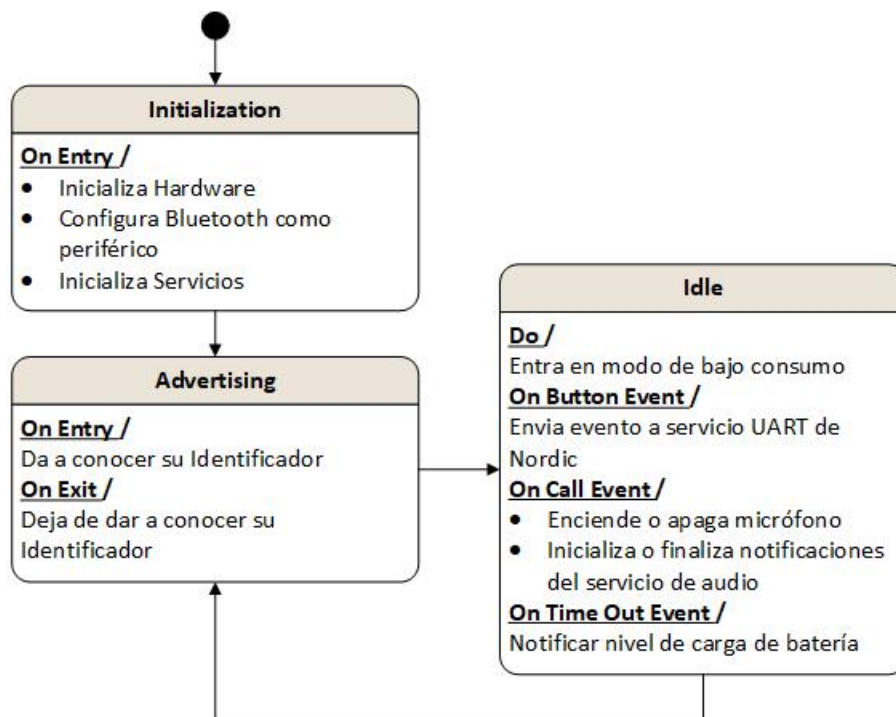 Initialization
On Entry /
• Inicializa Hardware
• Configura Bluetooth como
periférico
• Inicializa Servicios
Advertising
On Entry /
Da a conocer su Identificador
On Exit /
Deja de dar a conocer su
Identificador
Idle
Do /
Entra en modo de bajo consumo
On Button Event /
Envia evento a servicio UART de
Nordic
On Call Event /
• Enciende o apaga micrófono
• Inicializa o finaliza notificaciones
del servicio de audio
On Time Out Event /
Notificar nivel de carga de batería